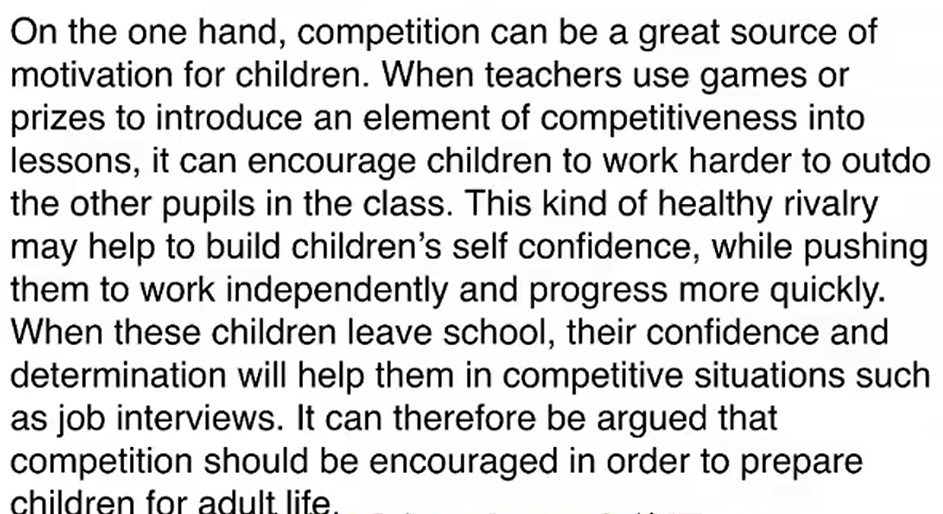 On the one hand, competition can be a great source of
motivation for children. When teachers use games or
prizes to introduce an element of competitiveness into
lessons, it can encourage children to work harder to outdo
the other pupils in the class. This kind of healthy rivalry
may help to build children’s self confidence, while pushing
them to work independently and progress more quickly.
When these children leave school, their confidence and
determination will help them in competitive situations such
as job interviews. It can therefore be argued that
competition should be encouraged in order to prepare
children for adult life.